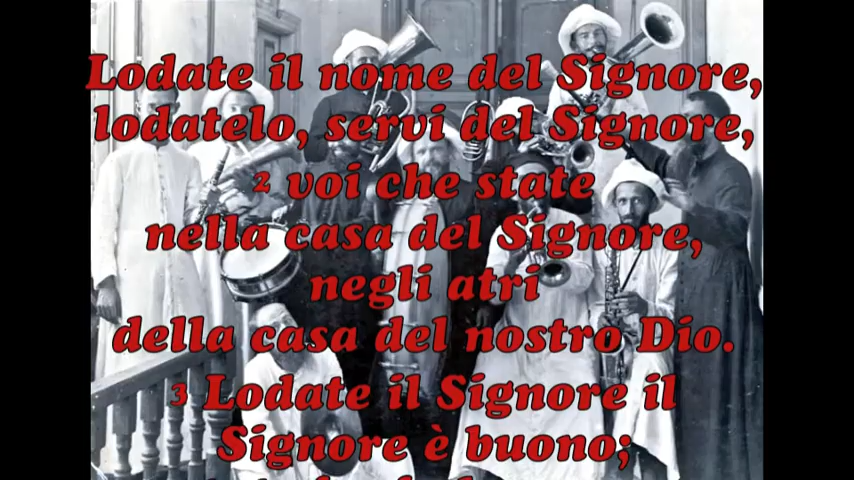 Lodate il nome del Signore,
lodatelo, servi del Signore,
2 voi che state
nella casa del Signore,
negli atri
della casa del nostro Dio.
3 Lodate il Signore il
Signore è buono;